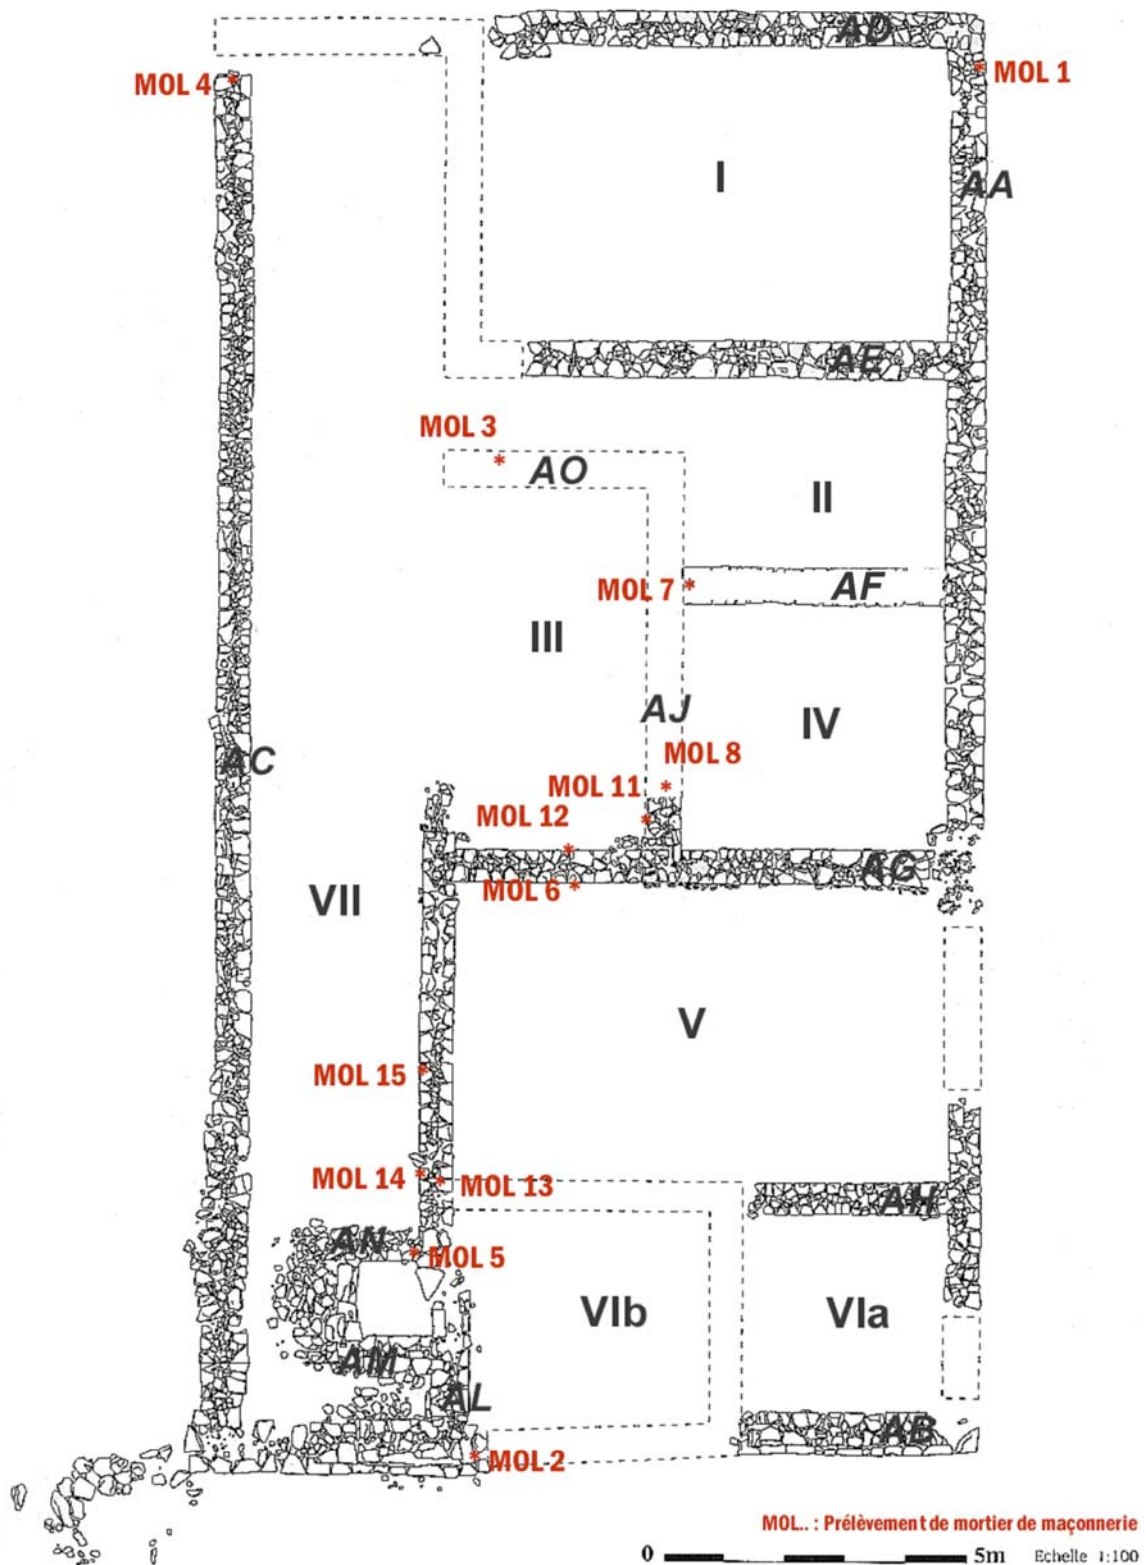 AD
MOL 4
MOL 1
I
AA
AE
MOL 3
AO
II
MOL 7
AF
III
AJ
IV
AC
MOL 8
MOL 11
MOL 12
AG
MOL 6
VII
V
MOL 15
MOL 14
MOL 13
AH
AN
MOL 5
VIb
VIa
AM
AL
AB
MOL 2
MOL.. : Prélèvement de mortier de maçonnerie
0 5m Echelle 1:100